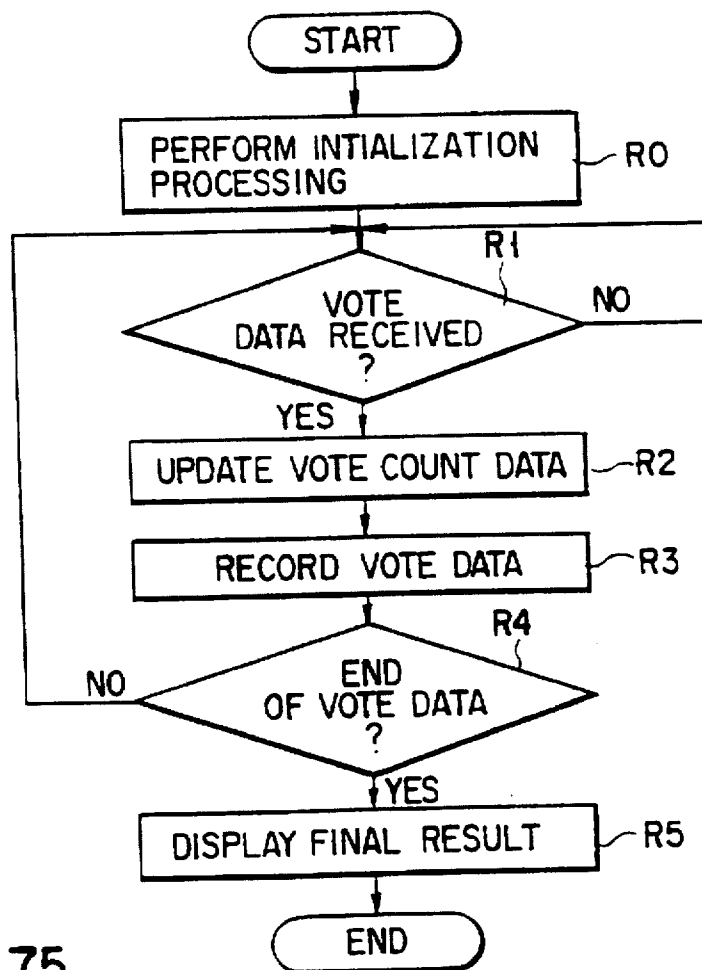 START
PERFORM INTIALIZATION
PROCESSING
R0
R1
VOTE
DATA RECEIVED
?
NO
YES
UPDATE VOTE COUNT DATA
R2
RECORD VOTE DATA
R3
R4
END
OF VOTE DATA
?
NO
YES
DISPLAY FINAL RESULT
R5
END
75